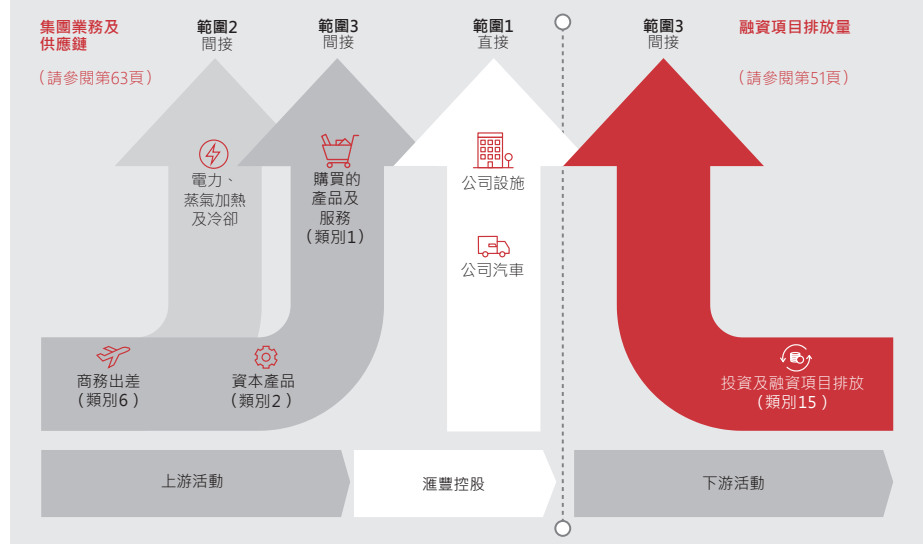 集團業務及
供應鏈
（請參閱第63頁）
範圍2
間接
範圍3
間接
範圍1
直接
範圍3
間接
融資項目排放量
（請參閱第51頁）
電力、
蒸氣加熱
及冷卻
購買的
產品及
服務
（類別1）
公司設施
公司汽車
商務出差
（類別6）
資本產品
（類別2）
投資及融資項目排放
（類別15）
上游活動
滙豐控股
下游活動